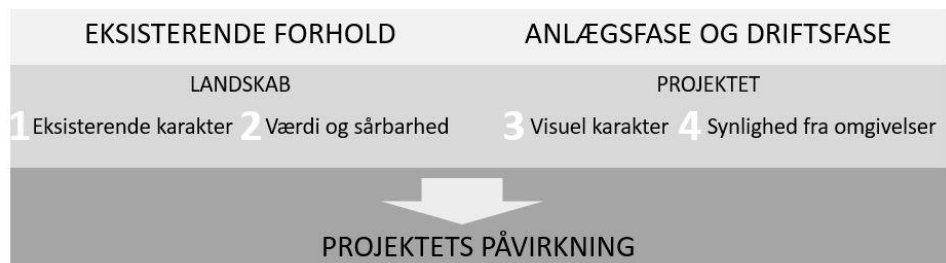 EKSISTERENDE FORHOLD
ANLÆGSFASE OG DRIFTSFASE
LANDSKAB
PROJEKTET
1 Eksisterende karakter 2 Værdi og sårbarhed
3 Visuel karakter 4 Synlighed fra omgivelser
PROJEKTETS PÅVIRKNING